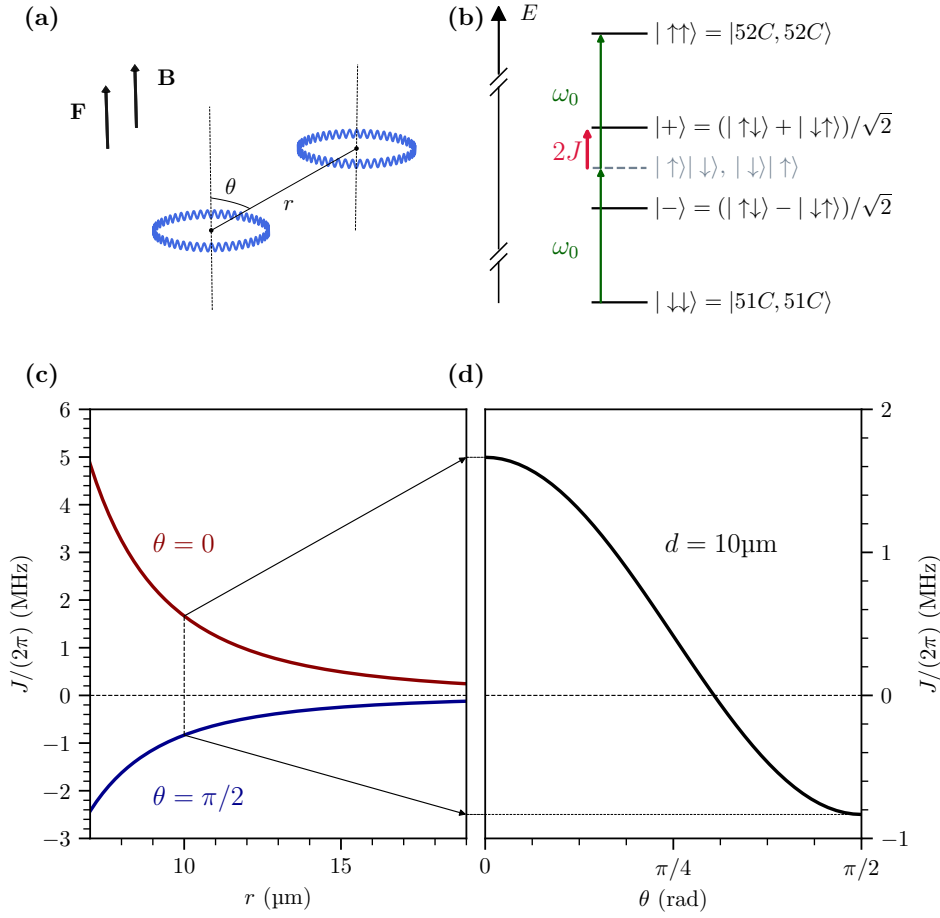 (a)
F
B
θ
r
(b)
E
|↑↑⟩ = |52C, 52C⟩
ω₀
|+⟩ = (|↑↓⟩ + |↓↑⟩)/√2
2J
|↑⟩|↓⟩, |↓⟩|↑⟩
|−⟩ = (|↑↓⟩ − |↓↑⟩)/√2
ω₀
|↓↓⟩ = |51C, 51C⟩
(c)
J/(2π) (MHz)
6
5
4
3
2
1
0
−1
−2
−3
θ = 0
θ = π/2
10
15
r (µm)
(d)
d = 10µm
2
1
0
−1
J/(2π) (MHz)
0
π/4
π/2
θ (rad)